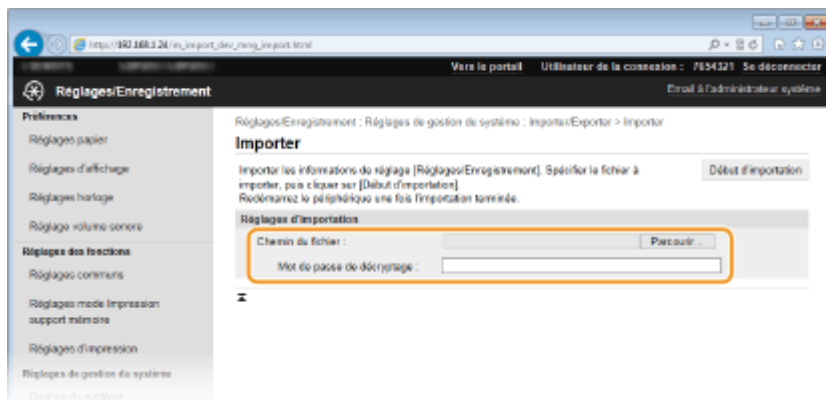 http://192.168.1.24/m_import_dev_mng_import.html
Vers le portail Utilisateur de la connexion : 7654321 Se déconnecter
Réglages/Enregistrement
Email à l'administrateur système
Préférences
Réglages papier
Réglages d'affichage
Réglages horloge
Réglage volume sonore
Réglages des fonctions
Réglages communs
Réglages mode Impression
support mémoire
Réglages d'impression
Réglages de gestion du système
Gestion du système
Réglages/Enregistrement : Réglages de gestion de système : Importer/Exporter > Importer
Importer
Importer les informations de réglage [Réglages/Enregistrement]. Spécifier le fichier à
importer, puis cliquer sur [Début d'importation].
Redémarrez le périphérique une fois l'importation terminée.
Début d'importation
Réglages d'importation
Chemin du fichier :
Parcourir...
Mot de passe de décryptage :